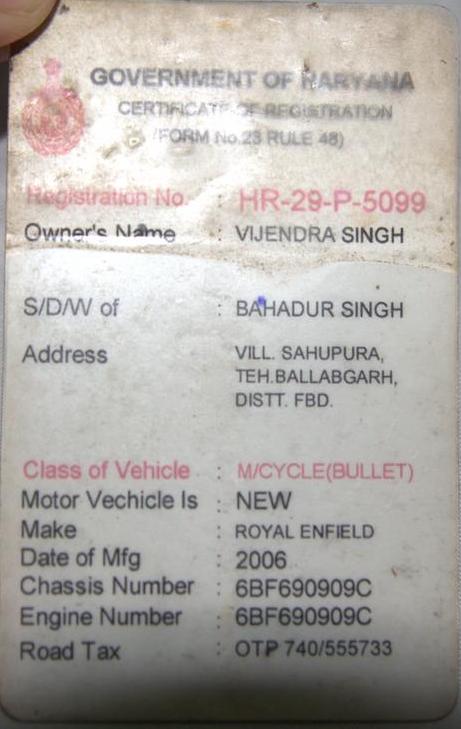 GOVERNMENT OF HARYANA
CERTIFICATE OF REGISTRATION
(FORM No.23 RULE 48)
Registration No. : HR-29-P-5099
Owner's Name : VIJENDRA SINGH
S/D/W of : BAHADUR SINGH
Address VILL. SAHUPURA,
TEH.BALLABGARH,
DISTT. FBD.
Class of Vehicle : M/CYCLE(BULLET)
Motor Vechicle Is : NEW
Make : ROYAL ENFIELD
Date of Mfg : 2006
Chassis Number : 6BF690909C
Engine Number : 6BF690909C
Road Tax : OTP 740/555733